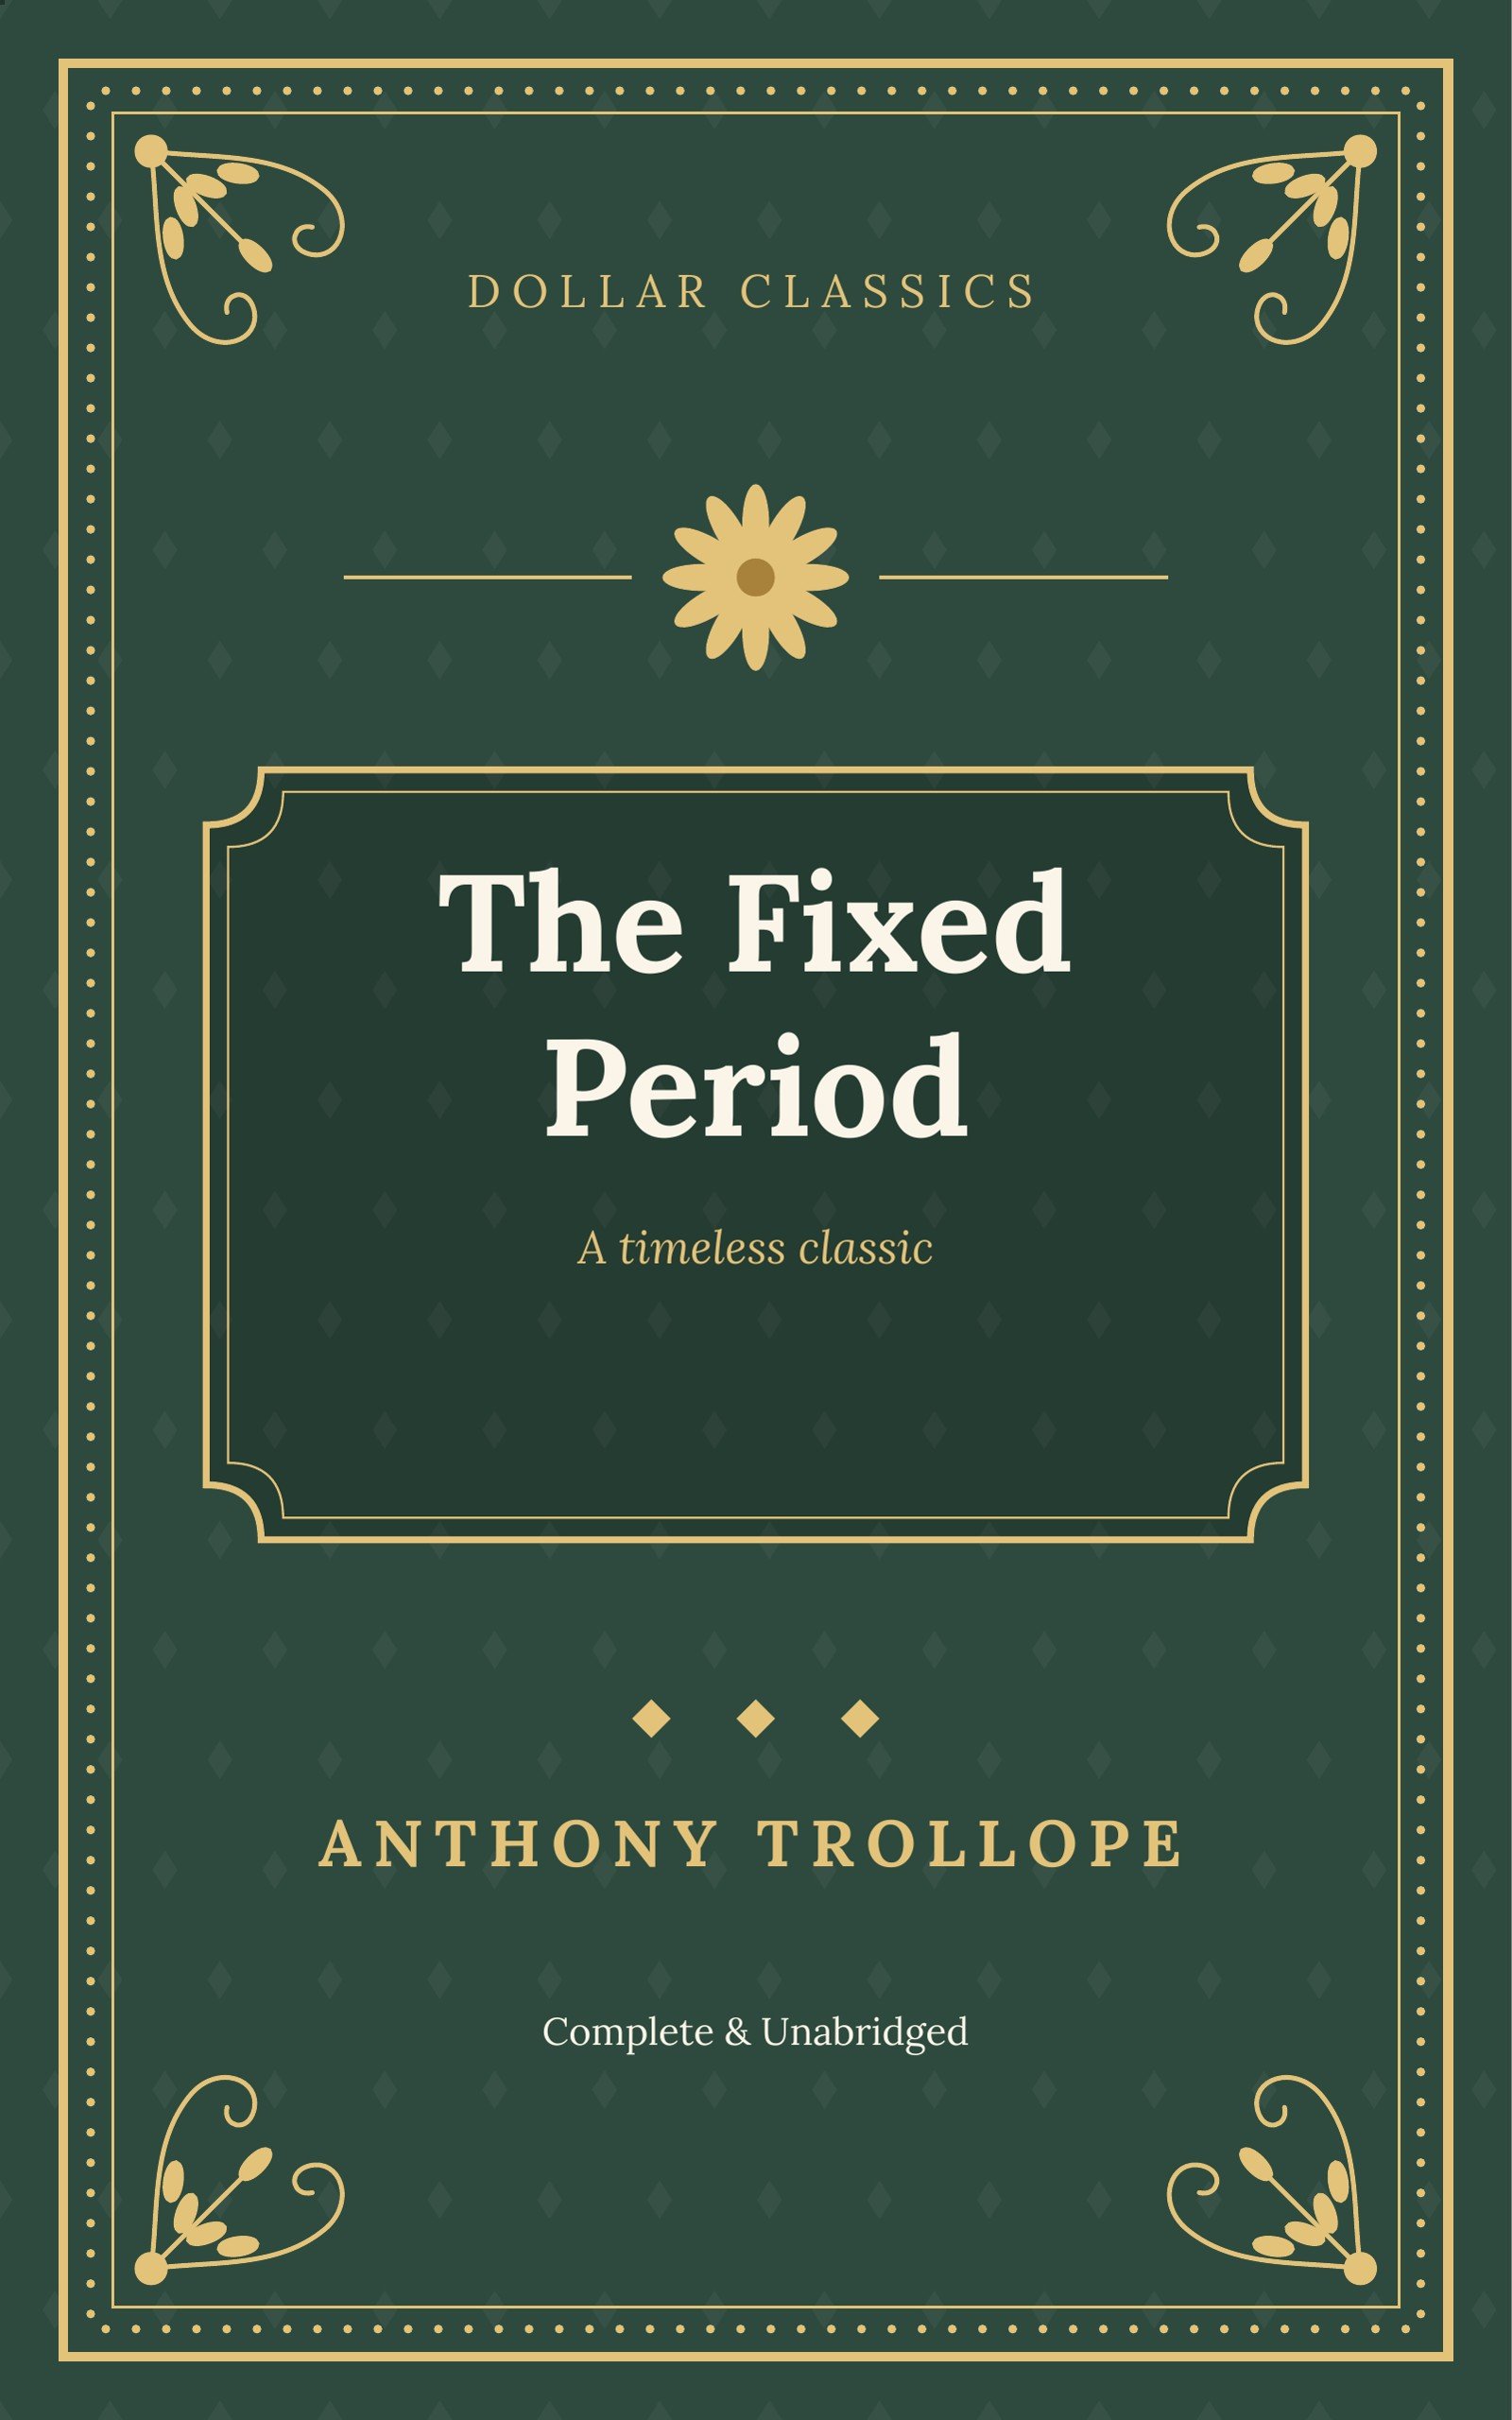 DOLLAR CLASSICS
The Fixed
Period
A timeless classic
ANTHONY TROLLOPE
Complete & Unabridged